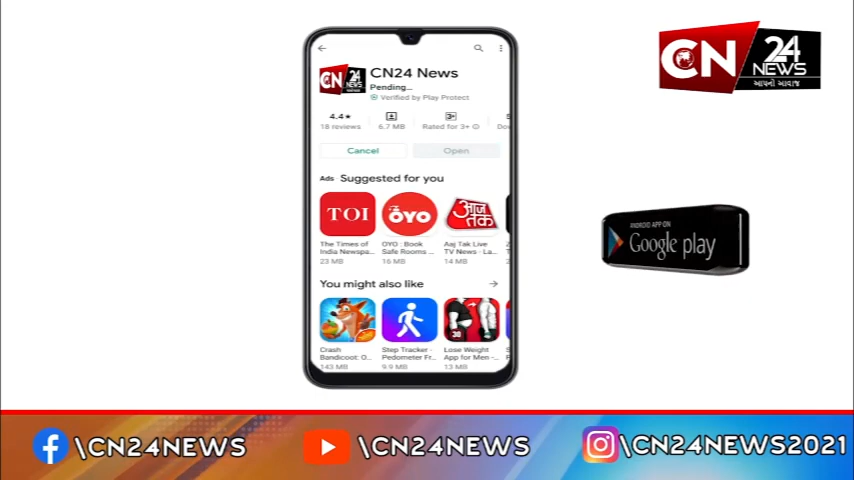 CN24 News
Pending...
Verified by Play Protect
4.4★
18 reviews
6.7 MB
3+
Rated for 3+
Cancel
Open
Ads Suggested for you
TOI
OYO
आज तक
The Times of
India Newspa...
23 MB
OYO : Book
Safe Rooms ...
16 MB
Aaj Tak Live
TV News - La...
14 MB
You might also like
30
Crash
Bandicoot: O...
143 MB
Step Tracker -
Pedometer Fr...
9.9 MB
Lose Weight
App for Men -...
13 MB
CN 24 NEWS
આપનો અવાજ
ANDROID APP ON
Google play
\CN24NEWS
\CN24NEWS
\CN24NEWS2021